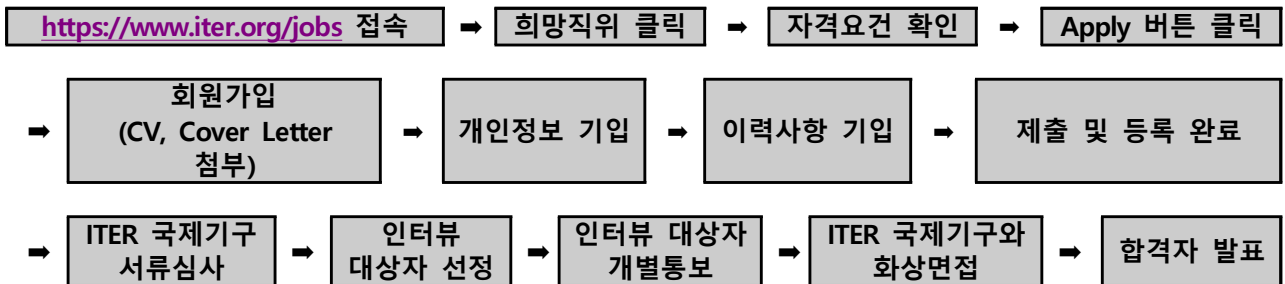 https://www.iter.org/jobs 접속 ➡ 희망직위 클릭 ➡ 자격요건 확인 ➡ Apply 버튼 클릭
➡ 회원가입
(CV, Cover Letter
첨부) ➡ 개인정보 기입 ➡ 이력사항 기입 ➡ 제출 및 등록 완료
➡ ITER 국제기구
서류심사 ➡ 인터뷰
대상자 선정 ➡ 인터뷰 대상자
개별통보 ➡ ITER 국제기구와
화상면접 ➡ 합격자 발표